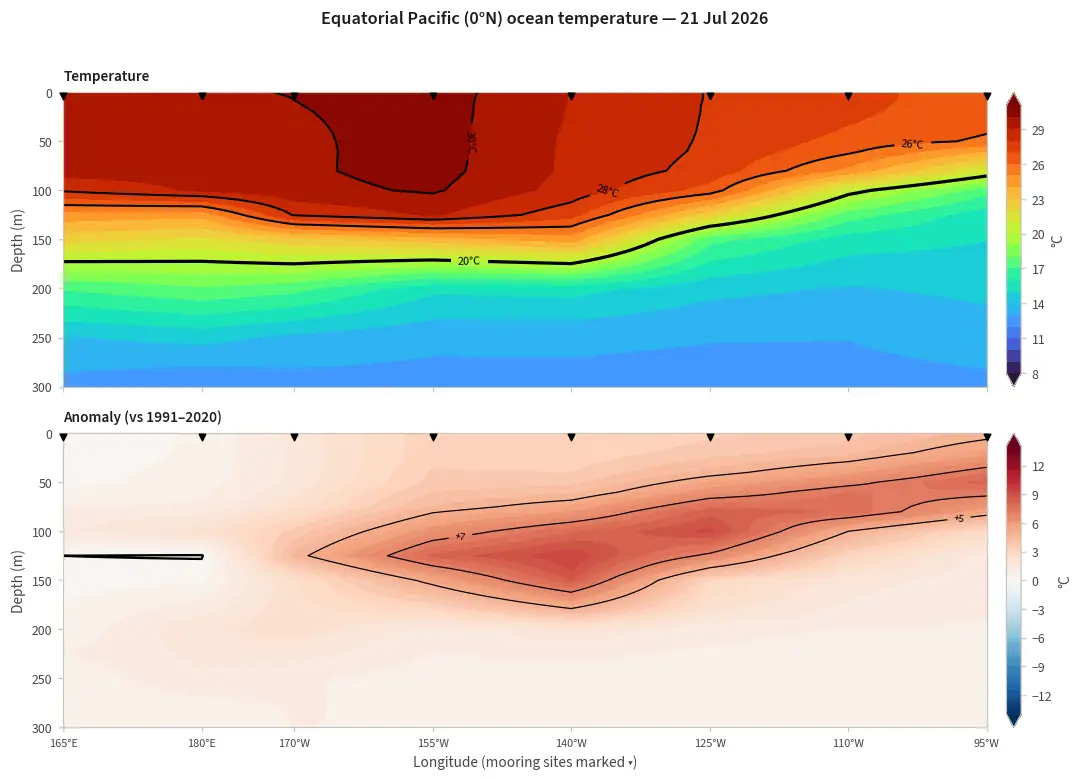 Equatorial Pacific (0°N) ocean temperature — 21 Jul 2026
Temperature
0
50
100
150
200
250
300
Depth (m)
30°C
28°C
26°C
20°C
29
26
23
20
17
14
11
8
°C
Anomaly (vs 1991–2020)
0
50
100
150
200
250
300
Depth (m)
+7
+5
12
9
6
3
0
−3
−6
−9
−12
°C
165°E 180°E 170°W 155°W 140°W 125°W 110°W 95°W
Longitude (mooring sites marked ▾)